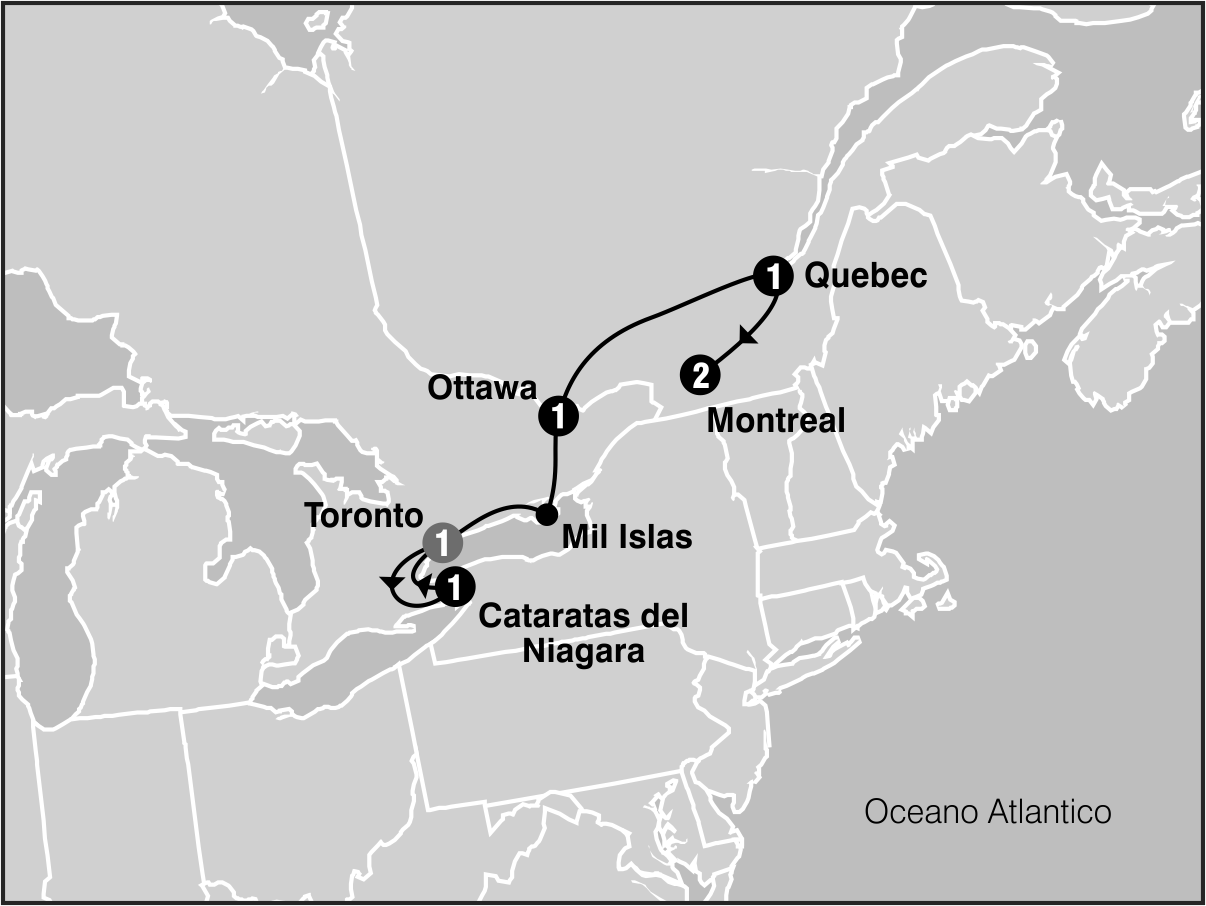 1 Quebec
2
Ottawa
1
Montreal
Toronto
1
Mil Islas
1
Cataratas del
Niagara
Oceano Atlantico